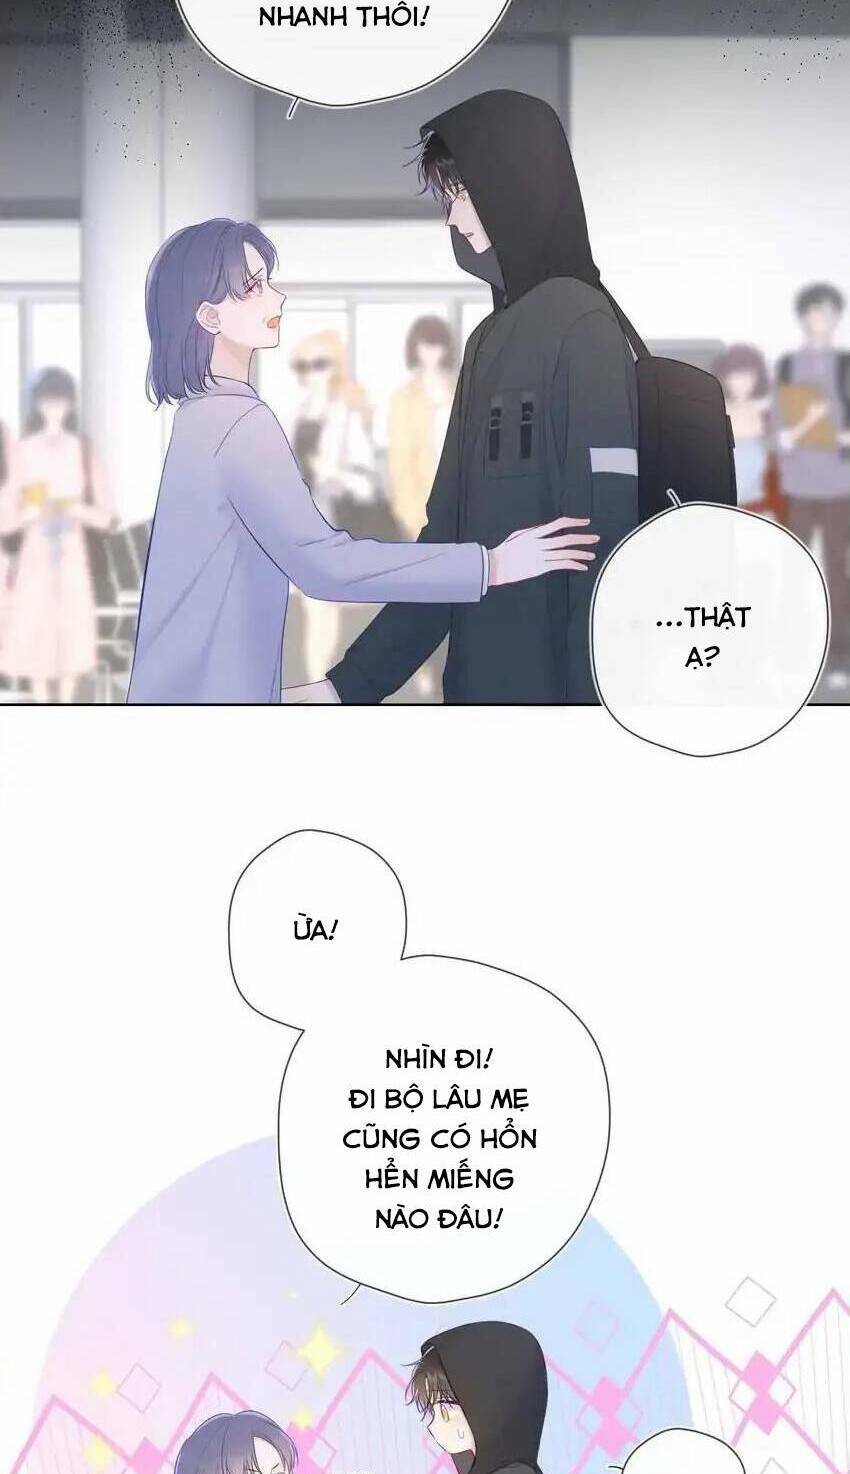 NHANH THÔI!
...THẬT
Ạ?
ỪA!
NHÌN ĐI!
ĐI BỘ LÂU MẸ
CŨNG CÓ HỔN
HỂN MIẾNG
NÀO ĐÂU!